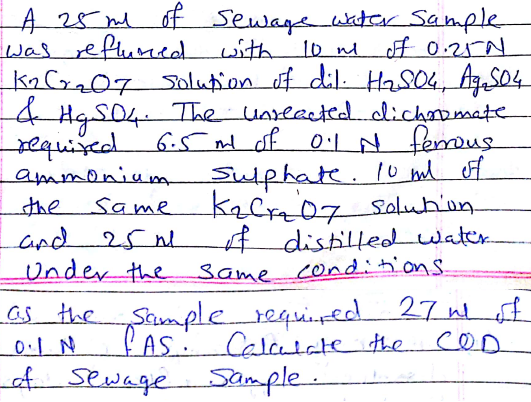 A 25 ml of Sewage water Sample
was refluxed with 10 ml of 0.25 N
K2Cr2O7 Solution of dil. H2SO4, Ag2SO4
& HgSO4. The unreacted dichromate
required 6.5 ml of 0.1 N ferrous
ammonium Sulphate. 10 ml of
the same K2Cr2O7 solution
and 25 ml of distilled water
Under the same conditions
as the sample required 27 ml of
0.1 N FAS. Calculate the COD
of Sewage Sample.